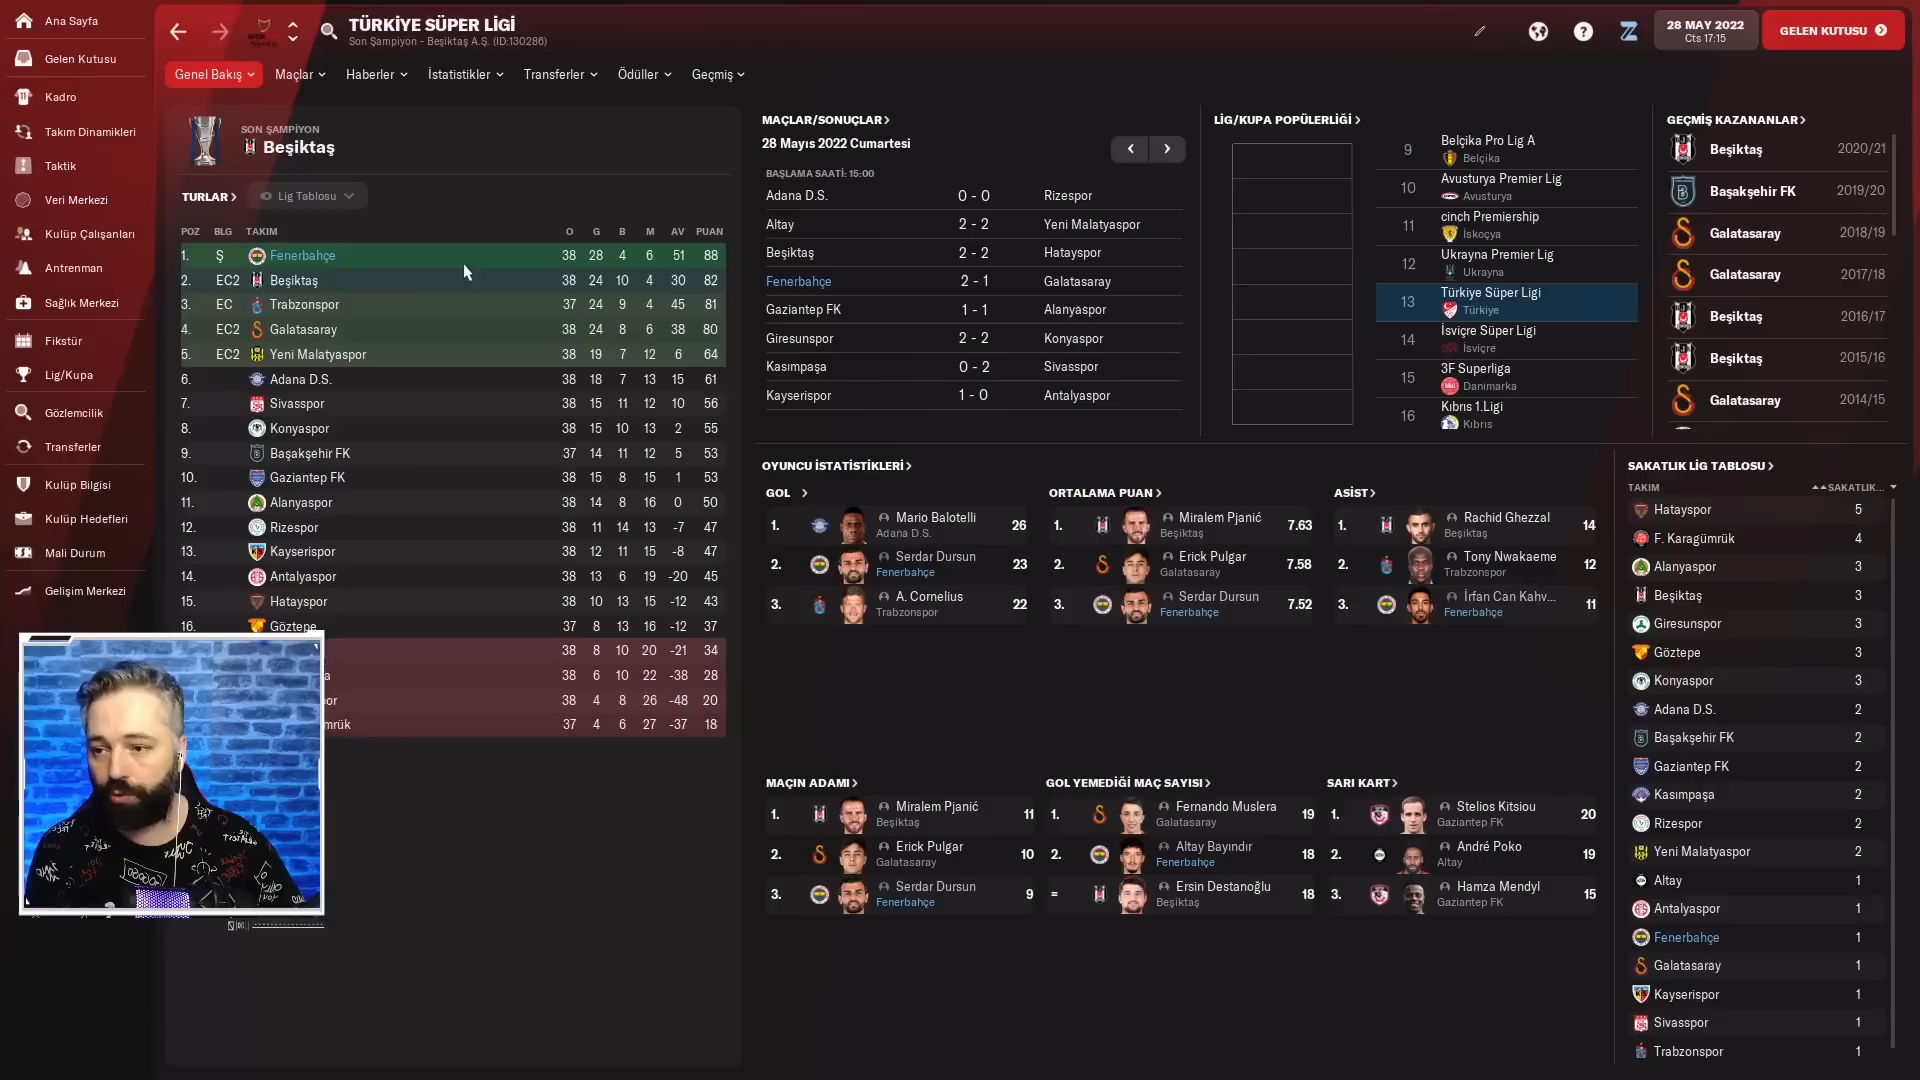 Ana Sayfa
Gelen Kutusu
Kadro
Takım Dinamikleri
Taktik
Veri Merkezi
Kulüp Çalışanları
Antrenman
Sağlık Merkezi
Fikstür
Lig/Kupa
Gözlemcilik
Transferler
Kulüp Bilgisi
Kulüp Hedefleri
Mali Durum
Gelişim Merkezi
TÜRKİYE SÜPER LİGİ
Son Şampiyon - Beşiktaş A.Ş. (ID:130286)
28 MAY 2022
Cts 17:15
GELEN KUTUSU
Genel Bakış
Maçlar
Haberler
İstatistikler
Transferler
Ödüller
Geçmiş
SON ŞAMPİYON
Beşiktaş
TURLAR
Lig Tablosu
POZ BLG TAKIM O G B M AV PUAN
1. Ş Fenerbahçe 38 28 4 6 51 88
2. EC2 Beşiktaş 38 24 10 4 30 82
3. EC Trabzonspor 37 24 9 4 45 81
4. EC2 Galatasaray 38 24 8 6 38 80
5. EC2 Yeni Malatyaspor 38 19 7 12 6 64
6. Adana D.S. 38 18 7 13 15 61
7. Sivasspor 38 15 11 12 10 56
8. Konyaspor 38 15 10 13 2 55
9. Başakşehir FK 37 14 11 12 5 53
10. Gaziantep FK 38 15 8 15 1 53
11. Alanyaspor 38 14 8 16 0 50
12. Rizespor 38 11 14 13 -7 47
13. Kayserispor 38 12 11 15 -8 47
14. Antalyaspor 38 13 6 19 -20 45
15. Hatayspor 38 10 13 15 -12 43
16. Göztepe 37 8 13 16 -12 37
38 8 10 20 -21 34
a 38 6 10 22 -38 28
por 38 4 8 26 -48 20
mrük 37 4 6 27 -37 18
MAÇLAR/SONUÇLAR
28 Mayıs 2022 Cumartesi
BAŞLAMA SAATİ: 15:00
Adana D.S. 0 - 0 Rizespor
Altay 2 - 2 Yeni Malatyaspor
Beşiktaş 2 - 2 Hatayspor
Fenerbahçe 2 - 1 Galatasaray
Gaziantep FK 1 - 1 Alanyaspor
Giresunspor 2 - 2 Konyaspor
Kasımpaşa 0 - 2 Sivasspor
Kayserispor 1 - 0 Antalyaspor
LİG/KUPA POPÜLERLİĞİ
9 Belçika Pro Lig A
Belçika
10 Avusturya Premier Lig
Avusturya
11 cinch Premiership
İskoçya
12 Ukrayna Premier Lig
Ukrayna
13 Türkiye Süper Ligi
Türkiye
14 İsviçre Süper Ligi
İsviçre
15 3F Superliga
Danimarka
16 Kıbrıs 1.Ligi
Kıbrıs
GEÇMİŞ KAZANANLAR
Beşiktaş 2020/21
Başakşehir FK 2019/20
Galatasaray 2018/19
Galatasaray 2017/18
Beşiktaş 2016/17
Beşiktaş 2015/16
Galatasaray 2014/15
OYUNCU İSTATİSTİKLERİ
GOL
1. Mario Balotelli 26
Adana D.S.
2. Serdar Dursun 23
Fenerbahçe
3. A. Cornelius 22
Trabzonspor
ORTALAMA PUAN
1. Miralem Pjanić 7.63
Beşiktaş
2. Erick Pulgar 7.58
Galatasaray
3. Serdar Dursun 7.52
Fenerbahçe
ASİST
1. Rachid Ghezzal 14
Beşiktaş
2. Tony Nwakaeme 12
Trabzonspor
3. İrfan Can Kahv... 11
Fenerbahçe
MAÇIN ADAMI
1. Miralem Pjanić 11
Beşiktaş
2. Erick Pulgar 10
Galatasaray
3. Serdar Dursun 9
Fenerbahçe
GOL YEMEDİĞİ MAÇ SAYISI
1. Fernando Muslera 19
Galatasaray
2. Altay Bayındır 18
Fenerbahçe
= Ersin Destanoğlu 18
Beşiktaş
SARI KART
1. Stelios Kitsiou 20
Gaziantep FK
2. André Poko 19
Altay
3. Hamza Mendyl 15
Gaziantep FK
SAKATLIK LİG TABLOSU
TAKIM SAKATLIK...
Hatayspor 5
F. Karagümrük 4
Alanyaspor 3
Beşiktaş 3
Giresunspor 3
Göztepe 3
Konyaspor 3
Adana D.S. 2
Başakşehir FK 2
Gaziantep FK 2
Kasımpaşa 2
Rizespor 2
Yeni Malatyaspor 2
Altay 1
Antalyaspor 1
Fenerbahçe 1
Galatasaray 1
Kayserispor 1
Sivasspor 1
Trabzonspor 1